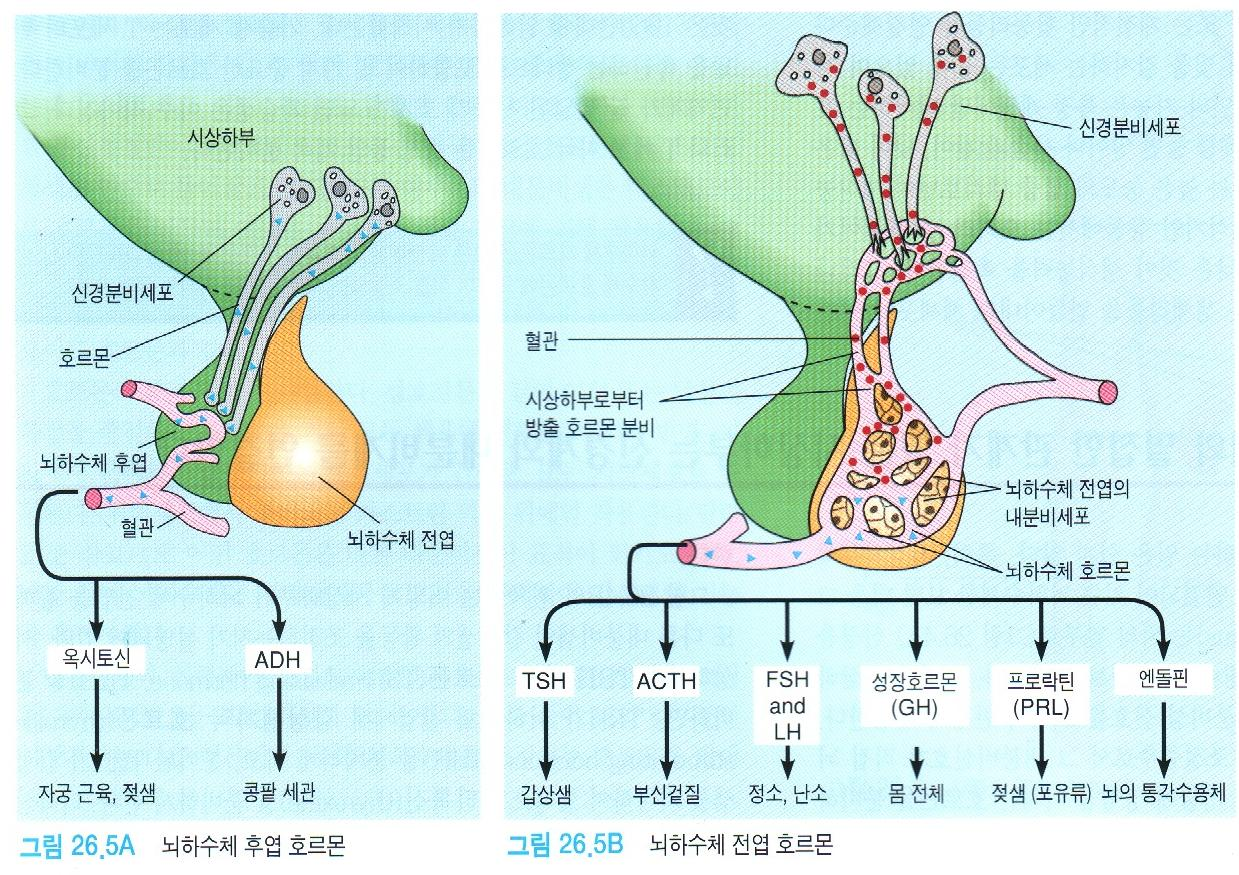 시상하부
신경분비세포
호르몬
뇌하수체 후엽
혈관
뇌하수체 전엽
옥시토신
ADH
자궁 근육, 젖샘
콩팥 세관
그림 26.5A 뇌하수체 후엽 호르몬
신경분비세포
혈관
시상하부로부터
방출 호르몬 분비
뇌하수체 전엽의
내분비세포
뇌하수체 호르몬
TSH
ACTH
FSH
and
LH
성장호르몬
(GH)
프로락틴
(PRL)
엔돌핀
갑상샘
부신겉질
정소, 난소
몸 전체
젖샘 (포유류)
뇌의 통각수용체
그림 26.5B 뇌하수체 전엽 호르몬